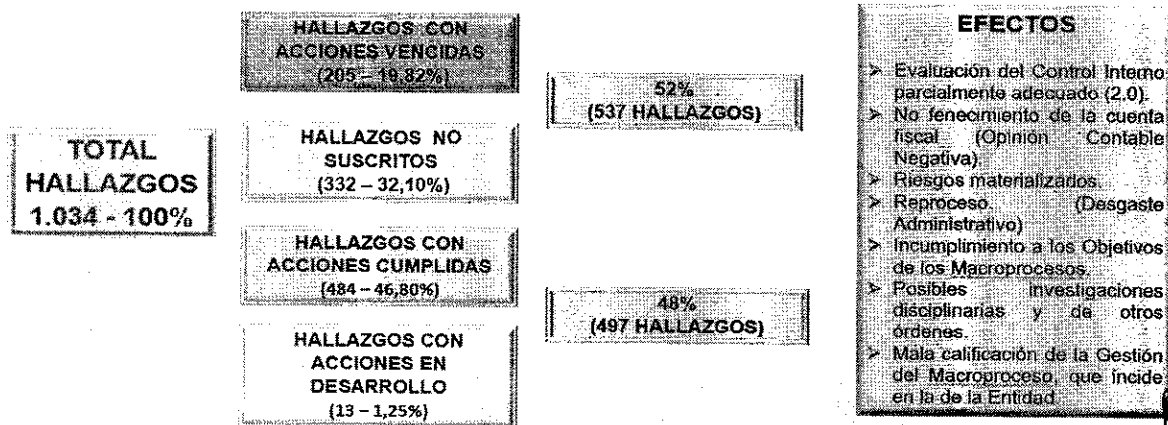 TOTAL
HALLAZGOS
1.034 - 100%
HALLAZGOS CON
ACCIONES VENCIDAS
(205 – 19,82%)
HALLAZGOS NO
SUSCRITOS
(332 – 32,10%)
HALLAZGOS CON
ACCIONES CUMPLIDAS
(484 – 46,80%)
HALLAZGOS CON
ACCIONES EN
DESARROLLO
(13 – 1,25%)
52%
(537 HALLAZGOS)
48%
(497 HALLAZGOS)
EFECTOS
➢ Evaluación del Control Interno
parcialmente adecuado (2.0).
➢ No fenecimiento de la cuenta
fiscal (Opinión Contable
Negativa)
➢ Riesgos materializados.
➢ Reproceso. (Desgaste
Administrativo)
➢ Incumplimiento a los Objetivos
de los Macroprocesos.
➢ Posibles investigaciones
disciplinarias y de otros
órdenes.
➢ Mala calificación de la Gestión
del Macroproceso, que incide
en la de la Entidad